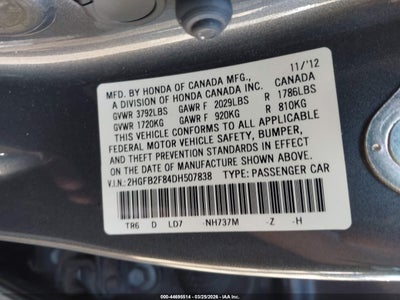 11/'12
MFD. BY HONDA OF CANADA MFG., CANADA
A DIVISION OF HONDA CANADA INC.
GVWR 3792LBS GAWR F 2029LBS R 1786LBS
GVWR 1720KG GAWR F 920KG R 810KG
THIS VEHICLE CONFORMS TO ALL APPLICABLE
FEDERAL MOTOR VEHICLE SAFETY, BUMPER,
AND THEFT PREVENTION STANDARDS IN EFFECT
ON THE DATE OF MANUFACTURE SHOWN ABOVE.
V.I.N.: 2HGFB2F84DH507838 TYPE: PASSENGER CAR
TR6 D LD7 -NH737M -Z -H
© - 44695514 - 03/25/2026 - COPYRIGHT IAA, LLC